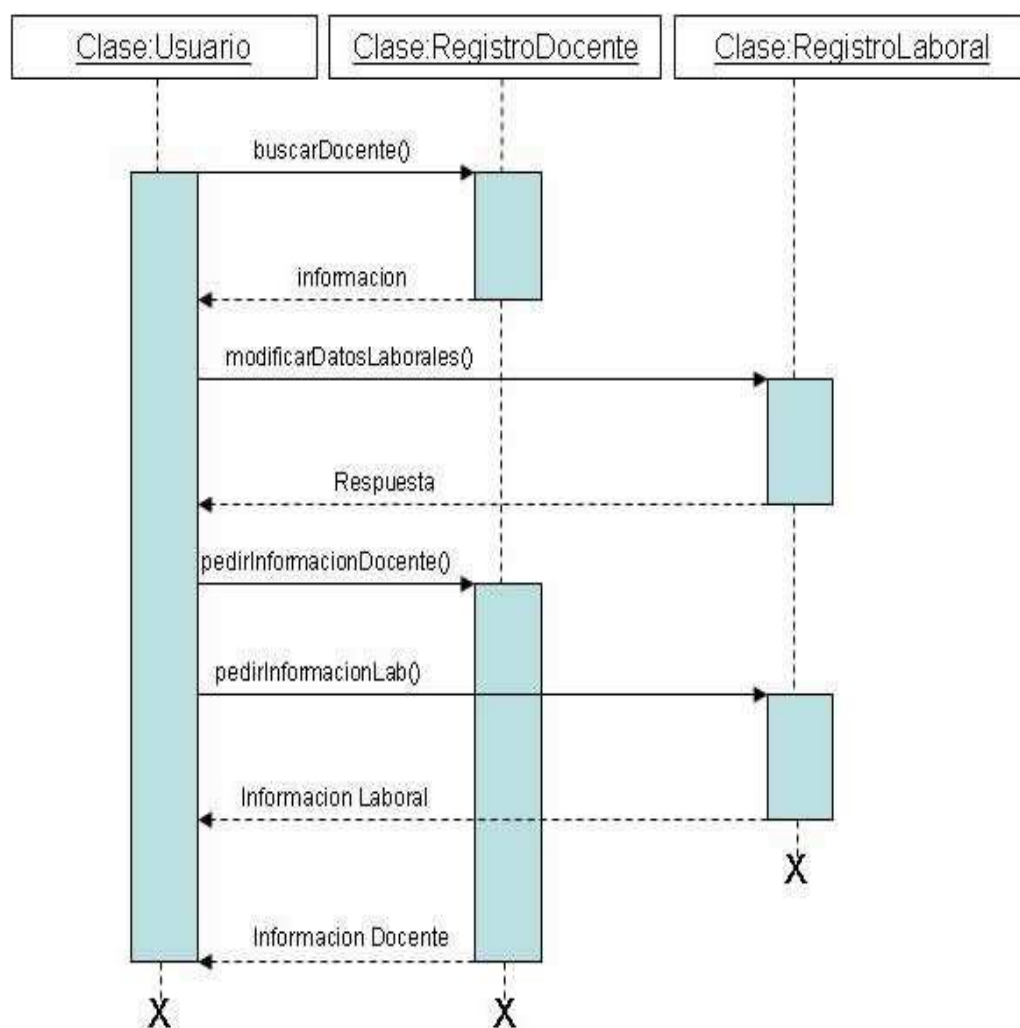 Clase:Usuario
Clase:RegistroDocente
Clase:RegistroLaboral
buscarDocente()
informacion
modificarDatosLaborales()
Respuesta
pedirInformacionDocente()
pedirInformacionLab()
Informacion Laboral
X
Informacion Docente
X
X